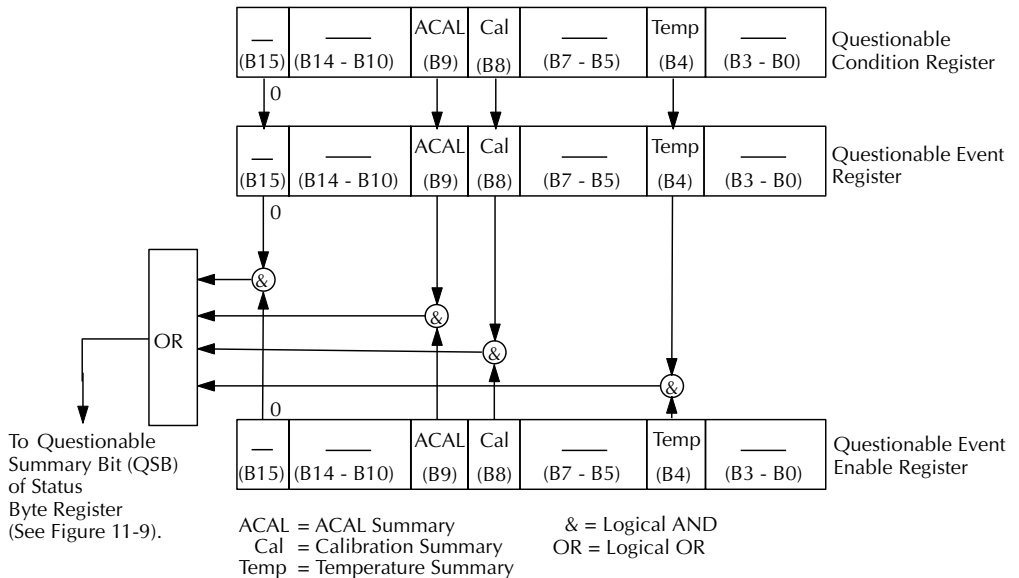 ACAL Cal Temp
(B15) (B14 - B10) (B9) (B8) (B7 - B5) (B4) (B3 - B0)
Questionable
Condition Register
0
ACAL Cal Temp
(B15) (B14 - B10) (B9) (B8) (B7 - B5) (B4) (B3 - B0)
Questionable Event
Register
0
&
&
&
&
OR
0
ACAL Cal Temp
(B15) (B14 - B10) (B9) (B8) (B7 - B5) (B4) (B3 - B0)
Questionable Event
Enable Register
To Questionable
Summary Bit (QSB)
of Status
Byte Register
(See Figure 11-9).
ACAL = ACAL Summary
Cal = Calibration Summary
Temp = Temperature Summary
& = Logical AND
OR = Logical OR